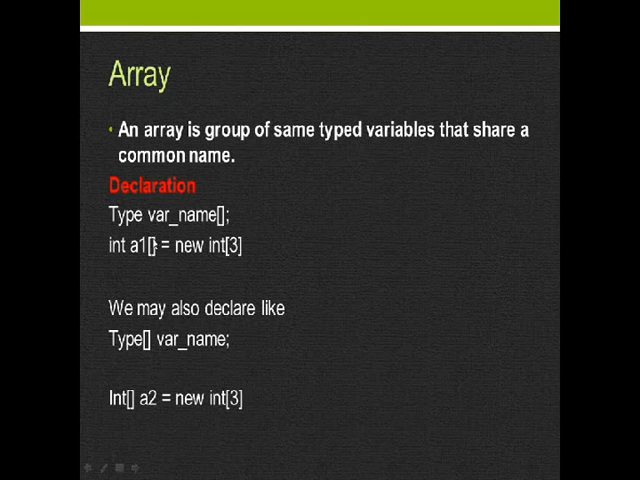 Array
• An array is group of same typed variables that share a
common name.
Declaration
Type var_name[];
int a1[] = new int[3]
We may also declare like
Type[] var_name;
Int[] a2 = new int[3]